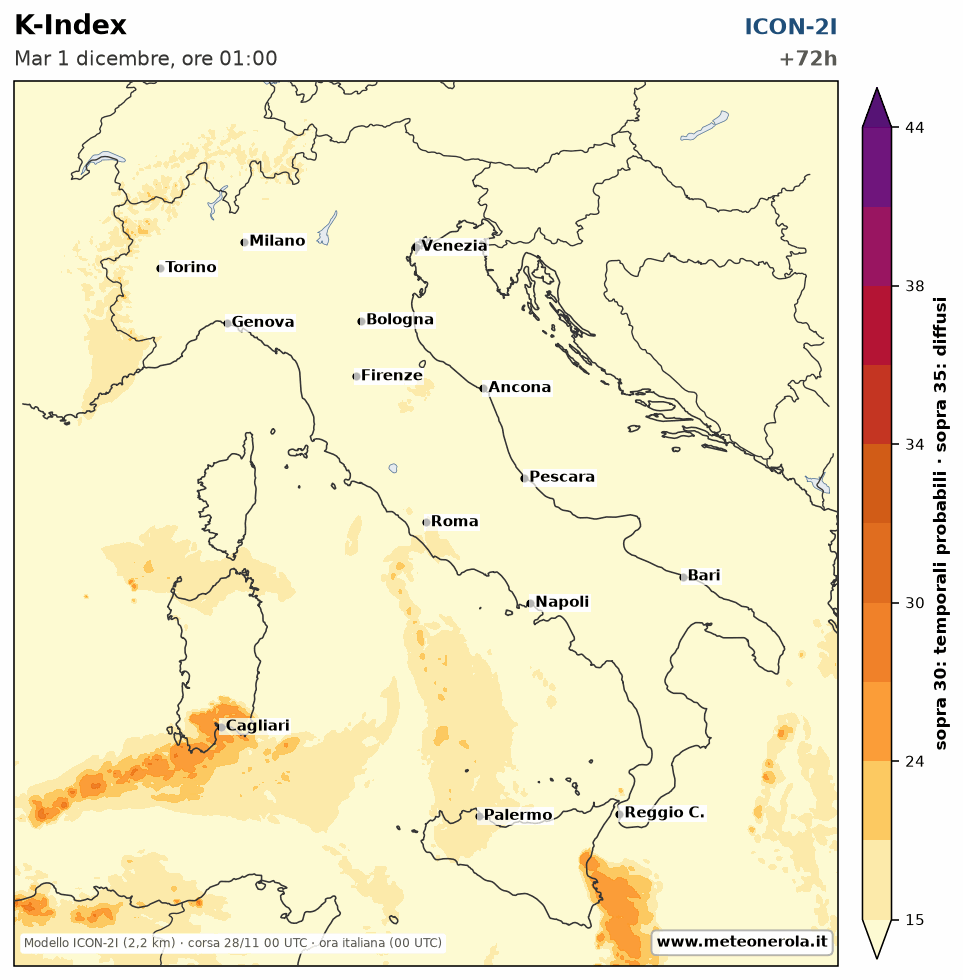 K-Index
ICON-2I
Mar 1 dicembre, ore 01:00
+72h
44
38
34
30
24
15
sopra 30: temporali probabili · sopra 35: diffusi
Milano
Venezia
Torino
Genova
Bologna
Firenze
Ancona
Pescara
Roma
Bari
Napoli
Cagliari
Palermo
Reggio C.
Modello ICON-2I (2,2 km) · corsa 28/11 00 UTC · ora italiana (00 UTC)
www.meteonerola.it